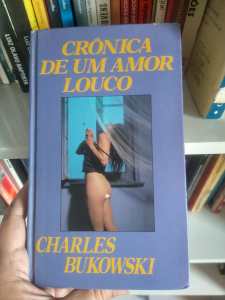 CRÔNICA
DE UM AMOR
LOUCO
CHARLES
BUKOWSKI